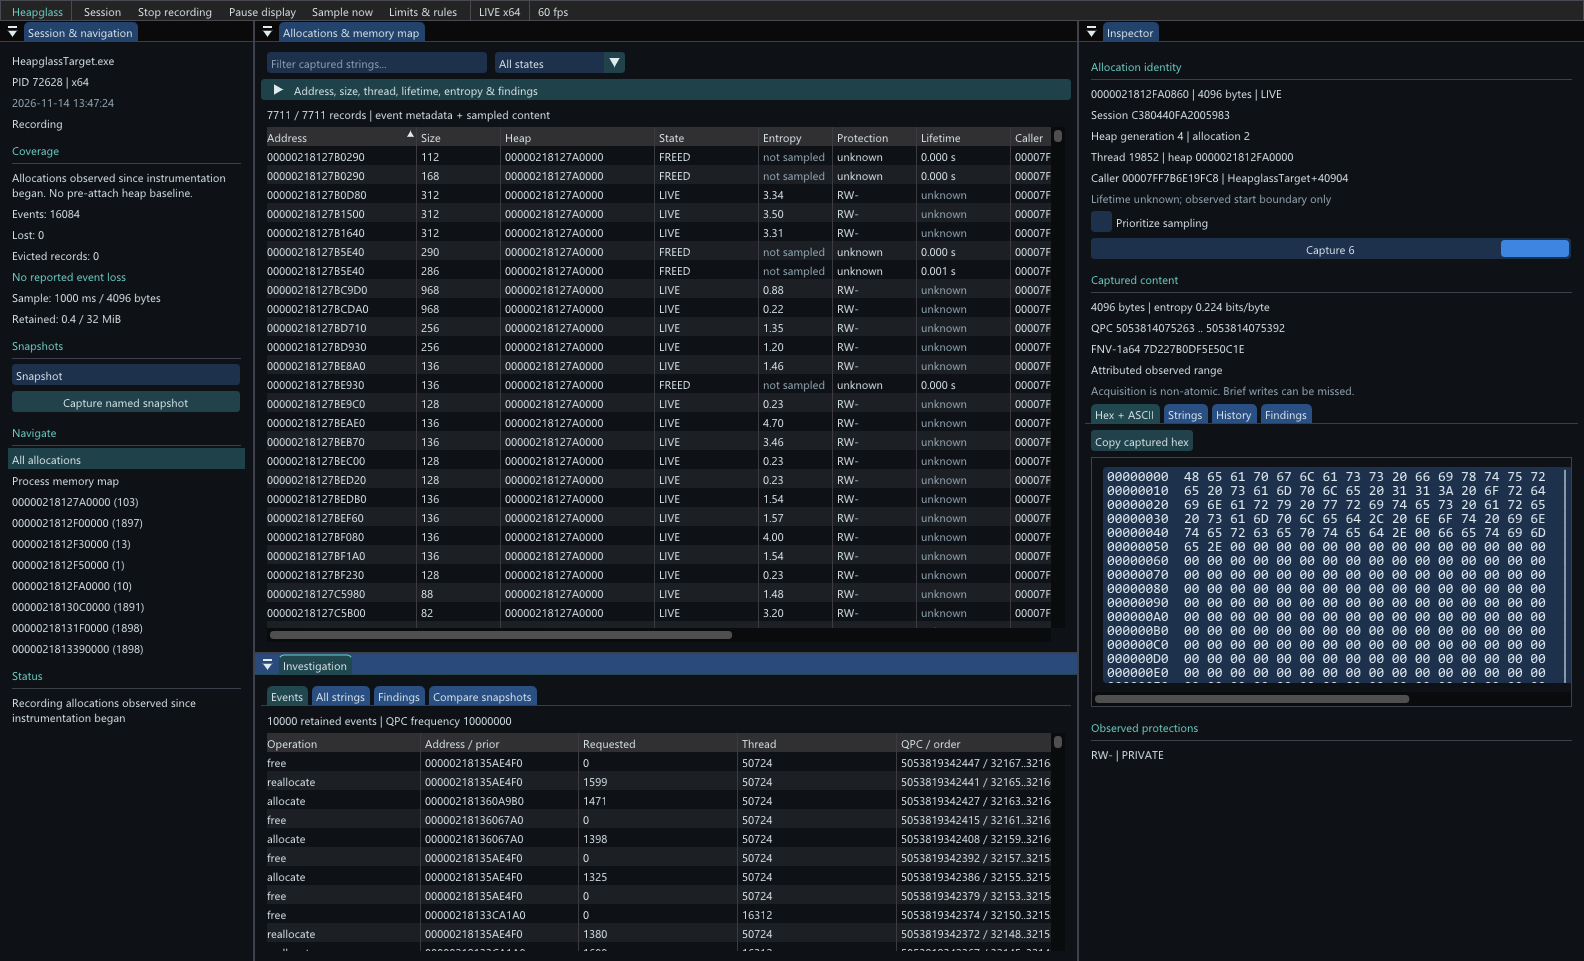 Heapglass Session Stop recording Pause display Sample now Limits & rules LIVE x64 60 fps
Session & navigation
HeapglassTarget.exe
PID 72628 | x64
2026-11-14 13:47:24
Recording
Coverage
Allocations observed since instrumentation
began. No pre-attach heap baseline.
Events: 16084
Lost: 0
Evicted records: 0
No reported event loss
Sample: 1000 ms / 4096 bytes
Retained: 0.4 / 32 MiB
Snapshots
Snapshot
Capture named snapshot
Navigate
All allocations
Process memory map
00000218127A0000 (103)
0000021812F00000 (1897)
0000021812F30000 (13)
0000021812F50000 (1)
0000021812FA0000 (10)
00000218130C0000 (1891)
00000218131F0000 (1898)
0000021813390000 (1898)
Status
Recording allocations observed since
instrumentation began
Allocations & memory map
Filter captured strings... All states
Address, size, thread, lifetime, entropy & findings
7711 / 7711 records | event metadata + sampled content
Address Size Heap State Entropy Protection Lifetime Caller
00000218127B0290 112 00000218127A0000 FREED not sampled unknown 0.000 s 00007F
00000218127B0290 168 00000218127A0000 FREED not sampled unknown 0.000 s 00007F
00000218127B0D80 312 00000218127A0000 LIVE 3.34 RW- unknown 00007F
00000218127B1500 312 00000218127A0000 LIVE 3.50 RW- unknown 00007F
00000218127B1640 312 00000218127A0000 LIVE 3.31 RW- unknown 00007F
00000218127B5E40 290 00000218127A0000 FREED not sampled unknown 0.000 s 00007F
00000218127B5E40 286 00000218127A0000 FREED not sampled unknown 0.001 s 00007F
00000218127BC9D0 968 00000218127A0000 LIVE 0.88 RW- unknown 00007F
00000218127BCDA0 968 00000218127A0000 LIVE 0.22 RW- unknown 00007F
00000218127BD710 256 00000218127A0000 LIVE 1.35 RW- unknown 00007F
00000218127BD930 256 00000218127A0000 LIVE 1.20 RW- unknown 00007F
00000218127BE8A0 136 00000218127A0000 LIVE 1.46 RW- unknown 00007F
00000218127BE930 136 00000218127A0000 FREED not sampled unknown 0.000 s 00007F
00000218127BE9C0 128 00000218127A0000 LIVE 0.23 RW- unknown 00007F
00000218127BEAE0 136 00000218127A0000 LIVE 4.70 RW- unknown 00007F
00000218127BEB70 136 00000218127A0000 LIVE 3.46 RW- unknown 00007F
00000218127BEC00 128 00000218127A0000 LIVE 0.23 RW- unknown 00007F
00000218127BED20 128 00000218127A0000 LIVE 0.23 RW- unknown 00007F
00000218127BEDB0 136 00000218127A0000 LIVE 1.54 RW- unknown 00007F
00000218127BEF60 136 00000218127A0000 LIVE 1.57 RW- unknown 00007F
00000218127BF080 136 00000218127A0000 LIVE 4.00 RW- unknown 00007F
00000218127BF1A0 136 00000218127A0000 LIVE 1.54 RW- unknown 00007F
00000218127BF230 128 00000218127A0000 LIVE 0.23 RW- unknown 00007F
00000218127C5980 88 00000218127A0000 LIVE 1.48 RW- unknown 00007F
00000218127C5B00 82 00000218127A0000 LIVE 3.20 RW- unknown 00007F
Investigation
Events All strings Findings Compare snapshots
10000 retained events | QPC frequency 10000000
Operation Address / prior Requested Thread QPC / order
free 00000218135AE4F0 0 50724 5053819342447 / 32167..3216
reallocate 00000218135AE4F0 1599 50724 5053819342441 / 32165..3216
allocate 000002181360A9B0 1471 50724 5053819342427 / 32163..3216
free 00000218136067A0 0 50724 5053819342415 / 32161..3216
allocate 00000218136067A0 1398 50724 5053819342408 / 32159..3216
free 00000218135AE4F0 0 50724 5053819342392 / 32157..3215
allocate 00000218135AE4F0 1325 50724 5053819342386 / 32155..3215
free 00000218135AE4F0 0 50724 5053819342379 / 32153..3215
free 00000218133CA1A0 0 16312 5053819342374 / 32150..3215
reallocate 00000218135AE4F0 1380 50724 5053819342372 / 32148..3215
Inspector
Allocation identity
0000021812FA0860 | 4096 bytes | LIVE
Session C380440FA2005983
Heap generation 4 | allocation 2
Thread 19852 | heap 0000021812FA0000
Caller 00007FF7B6E19FC8 | HeapglassTarget+40904
Lifetime unknown; observed start boundary only
Prioritize sampling
Capture 6
Captured content
4096 bytes | entropy 0.224 bits/byte
QPC 5053814075263 .. 5053814075392
FNV-1a64 7D227B0DF5E50C1E
Attributed observed range
Acquisition is non-atomic. Brief writes can be missed.
Hex + ASCII Strings History Findings
Copy captured hex
00000000 48 65 61 70 67 6C 61 73 73 20 66 69 78 74 75 72
00000010 65 20 73 61 6D 70 6C 65 20 31 31 3A 20 6F 72 64
00000020 69 6E 61 72 79 20 77 72 69 74 65 73 20 61 72 65
00000030 20 73 61 6D 70 6C 65 64 2C 20 6E 6F 74 20 69 6E
00000040 74 65 72 63 65 70 74 65 64 2E 00 66 65 74 69 6D
00000050 65 2E 00 00 00 00 00 00 00 00 00 00 00 00 00 00
00000060 00 00 00 00 00 00 00 00 00 00 00 00 00 00 00 00
00000070 00 00 00 00 00 00 00 00 00 00 00 00 00 00 00 00
00000080 00 00 00 00 00 00 00 00 00 00 00 00 00 00 00 00
00000090 00 00 00 00 00 00 00 00 00 00 00 00 00 00 00 00
000000A0 00 00 00 00 00 00 00 00 00 00 00 00 00 00 00 00
000000B0 00 00 00 00 00 00 00 00 00 00 00 00 00 00 00 00
000000C0 00 00 00 00 00 00 00 00 00 00 00 00 00 00 00 00
000000D0 00 00 00 00 00 00 00 00 00 00 00 00 00 00 00 00
000000E0 00 00 00 00 00 00 00 00 00 00 00 00 00 00 00 00
Observed protections
RW- | PRIVATE